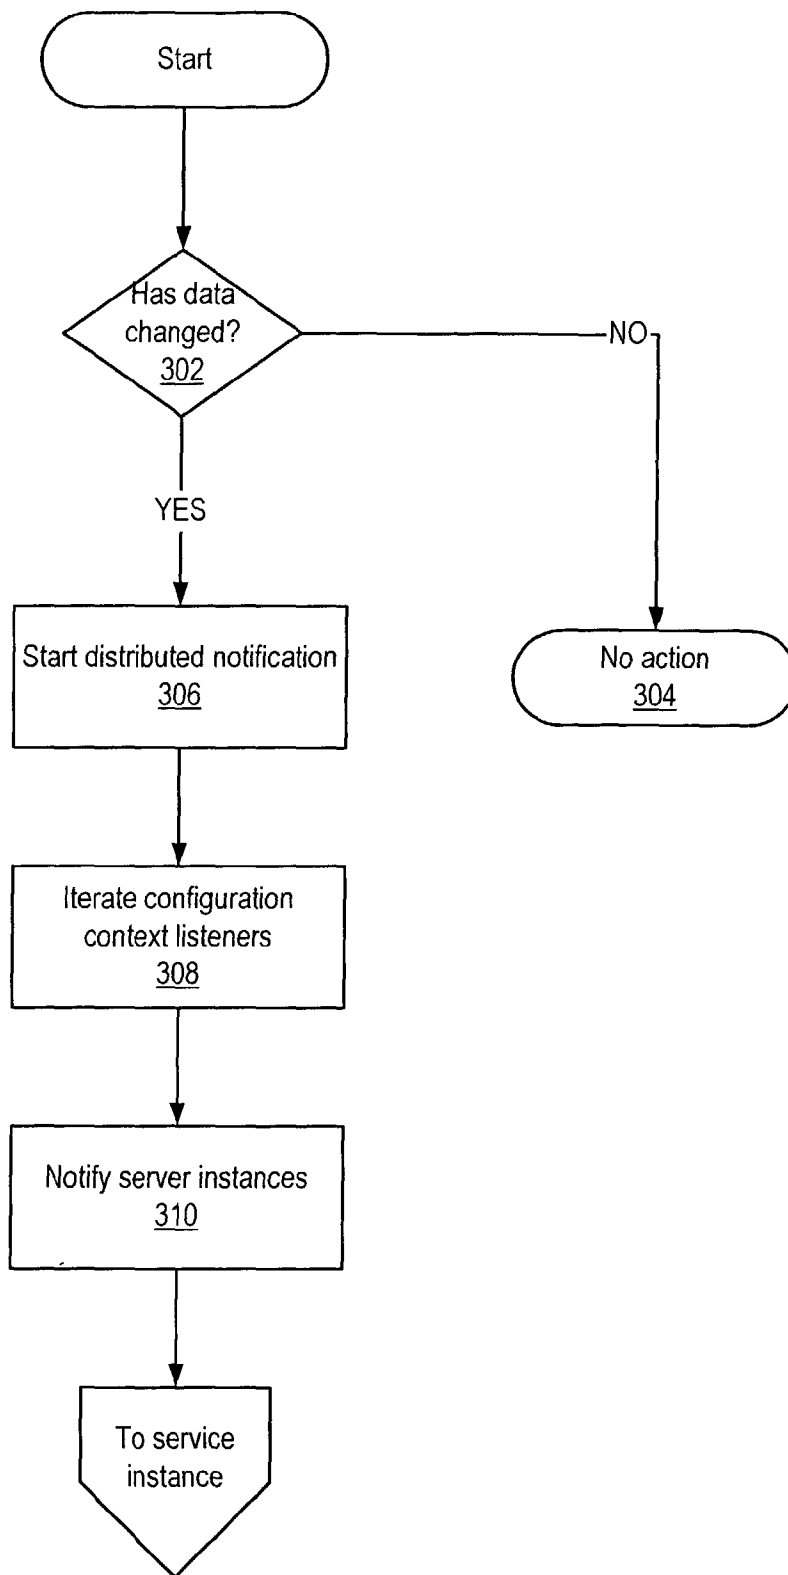 Start
Has data
changed?
302
NO
YES
Start distributed notification
306
No action
304
Iterate configuration
context listeners
308
Notify server instances
310
To service
instance